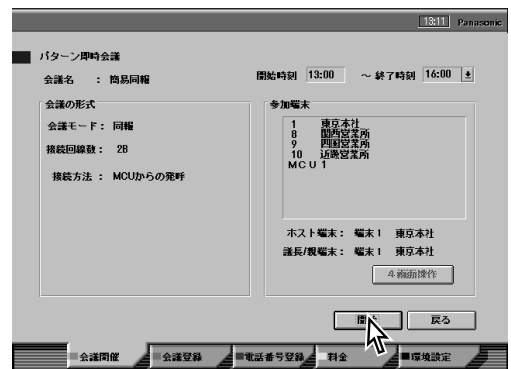 13:11 Panasonic
パターン即時会議
会議名 : 簡易同報 開始時刻 13:00 ～ 終了時刻 16:00
会議の形式
会議モード: 同報
接続回線数: 2B
接続方法 : MCUからの発呼
参加端末
1 東京本社
8 関西営業所
9 四国営業所
10 近畿営業所
MCU1
ホスト端末: 端末1 東京本社
議長/親端末: 端末1 東京本社
4画面操作
戻る
会議開催 会議登録 電話番号登録 料金 環境設定